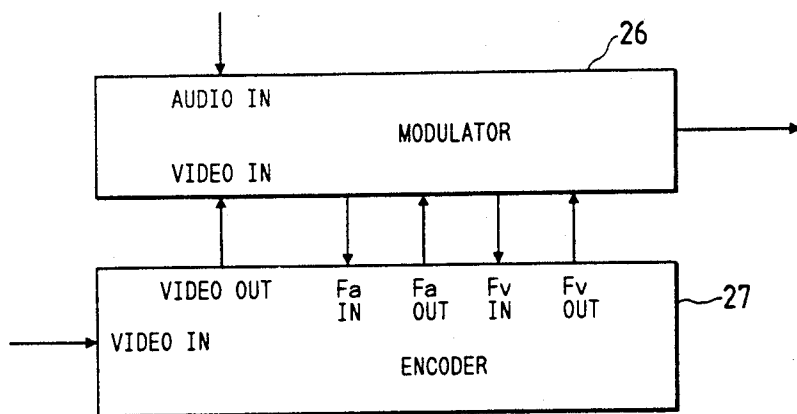 26
AUDIO IN
MODULATOR
VIDEO IN
VIDEO OUT Fa IN Fa OUT Fv IN Fv OUT
27
VIDEO IN
ENCODER